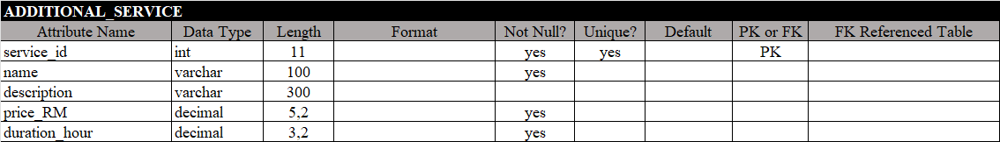 ADDITIONAL_SERVICE
Attribute Name Data Type Length Format Not Null? Unique? Default PK or FK FK Referenced Table
service_id int 11 yes yes PK
name varchar 100 yes
description varchar 300
price_RM decimal 5,2 yes
duration_hour decimal 3,2 yes